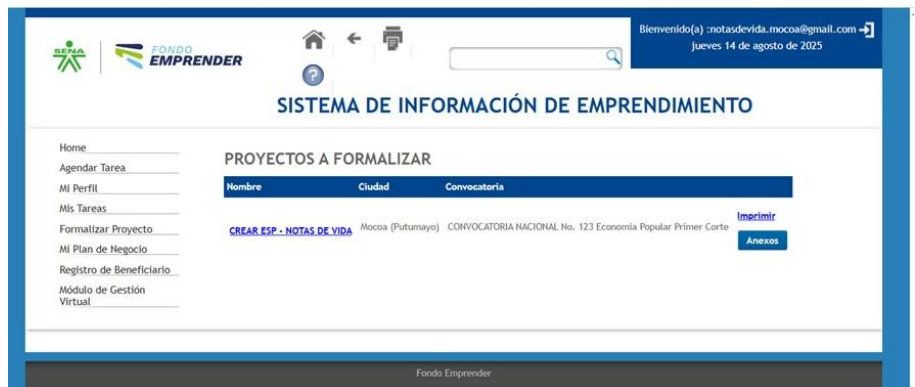 Bienvenido(a) :notasdevida.mocoa@gmail.com
jueves 14 de agosto de 2025
SENA
FONDO
EMPRENDER
SISTEMA DE INFORMACIÓN DE EMPRENDIMIENTO
Home
Agendar Tarea
Mi Perfil
Mis Tareas
Formalizar Proyecto
Mi Plan de Negocio
Registro de Beneficiario
Módulo de Gestión
Virtual
PROYECTOS A FORMALIZAR
Nombre Ciudad Convocatoria
CREAR ESP - NOTAS DE VIDA Mocoa (Putumayo) CONVOCATORIA NACIONAL No. 123 Economía Popular Primer Corte
Imprimir
Anexos
Fondo Emprender